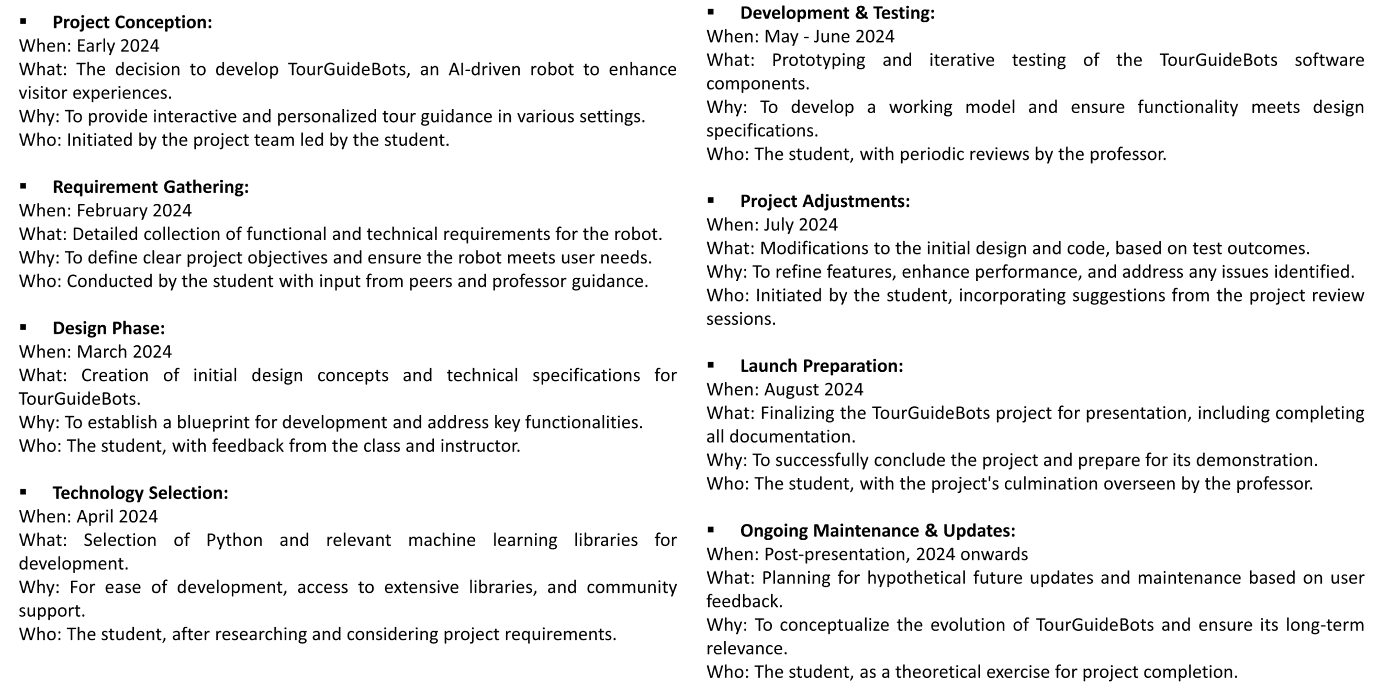 ▪ Project Conception:
When: Early 2024
What: The decision to develop TourGuideBots, an AI-driven robot to enhance
visitor experiences.
Why: To provide interactive and personalized tour guidance in various settings.
Who: Initiated by the project team led by the student.
▪ Requirement Gathering:
When: February 2024
What: Detailed collection of functional and technical requirements for the robot.
Why: To define clear project objectives and ensure the robot meets user needs.
Who: Conducted by the student with input from peers and professor guidance.
▪ Design Phase:
When: March 2024
What: Creation of initial design concepts and technical specifications for
TourGuideBots.
Why: To establish a blueprint for development and address key functionalities.
Who: The student, with feedback from the class and instructor.
▪ Technology Selection:
When: April 2024
What: Selection of Python and relevant machine learning libraries for
development.
Why: For ease of development, access to extensive libraries, and community
support.
Who: The student, after researching and considering project requirements.
▪ Development & Testing:
When: May - June 2024
What: Prototyping and iterative testing of the TourGuideBots software
components.
Why: To develop a working model and ensure functionality meets design
specifications.
Who: The student, with periodic reviews by the professor.
▪ Project Adjustments:
When: July 2024
What: Modifications to the initial design and code, based on test outcomes.
Why: To refine features, enhance performance, and address any issues identified.
Who: Initiated by the student, incorporating suggestions from the project review
sessions.
▪ Launch Preparation:
When: August 2024
What: Finalizing the TourGuideBots project for presentation, including completing
all documentation.
Why: To successfully conclude the project and prepare for its demonstration.
Who: The student, with the project's culmination overseen by the professor.
▪ Ongoing Maintenance & Updates:
When: Post-presentation, 2024 onwards
What: Planning for hypothetical future updates and maintenance based on user
feedback.
Why: To conceptualize the evolution of TourGuideBots and ensure its long-term
relevance.
Who: The student, as a theoretical exercise for project completion.